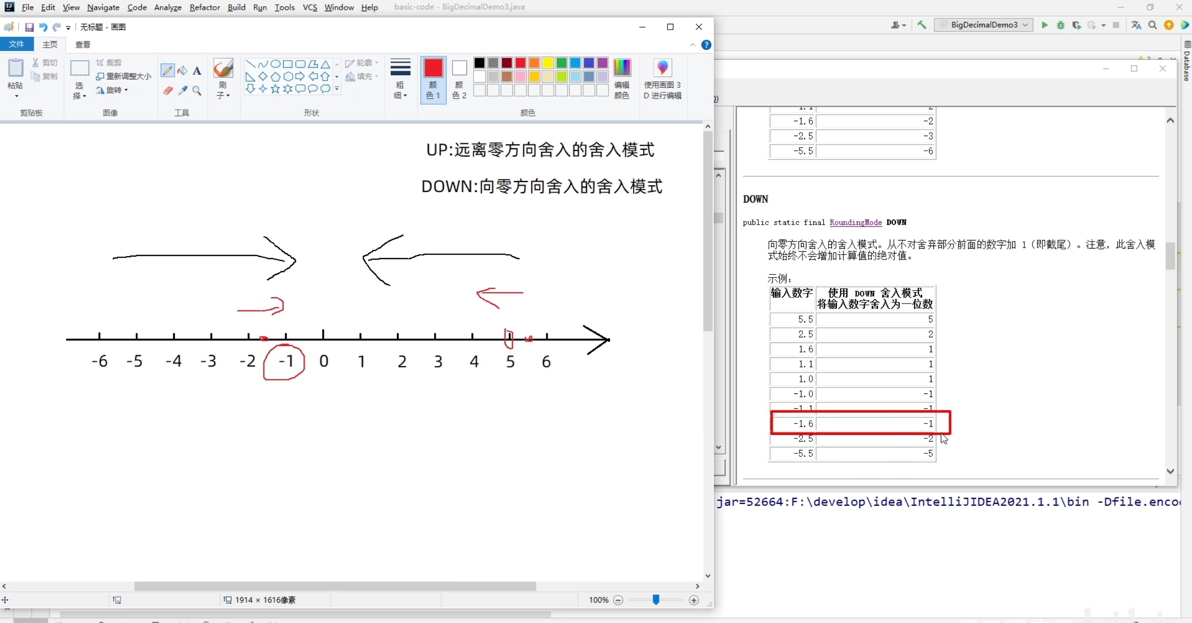 File Edit View Navigate Code Analyze Refactor Build Run Tools VCS Window Help basic-code - BigDecimalDemo3.java
无标题 - 画图
BigDecimalDemo3
文件 主页 查看
剪切
复制
粘贴
剪贴板
选择
裁剪
重新调整大小
旋转
图像
工具
刷子
轮廓
填充
形状
粗细
颜色 1
颜色 2
编辑颜色
颜色
使用画图 3D 进行编辑
Database
UP:远离零方向舍入的舍入模式
DOWN:向零方向舍入的舍入模式
-6 -5 -4 -3 -2 -1 0 1 2 3 4 5 6
-1.6 -2
-2.5 -3
-5.5 -6
DOWN
public static final RoundingMode DOWN
向零方向舍入的舍入模式。从不对舍弃部分前面的数字加 1（即截尾）。注意，此舍入模
式始终不会增加计算值的绝对值。
示例：
输入数字 使用 DOWN 舍入模式
将输入数字舍入为一位数
5.5 5
2.5 2
1.6 1
1.1 1
1.0 1
-1.0 -1
-1.1 -1
-1.6 -1
-2.5 -2
-5.5 -5
jar=52664:F:\develop\idea\IntelliJIDEA2021.1.1\bin -Dfile.enco
1914 × 1616像素
100%